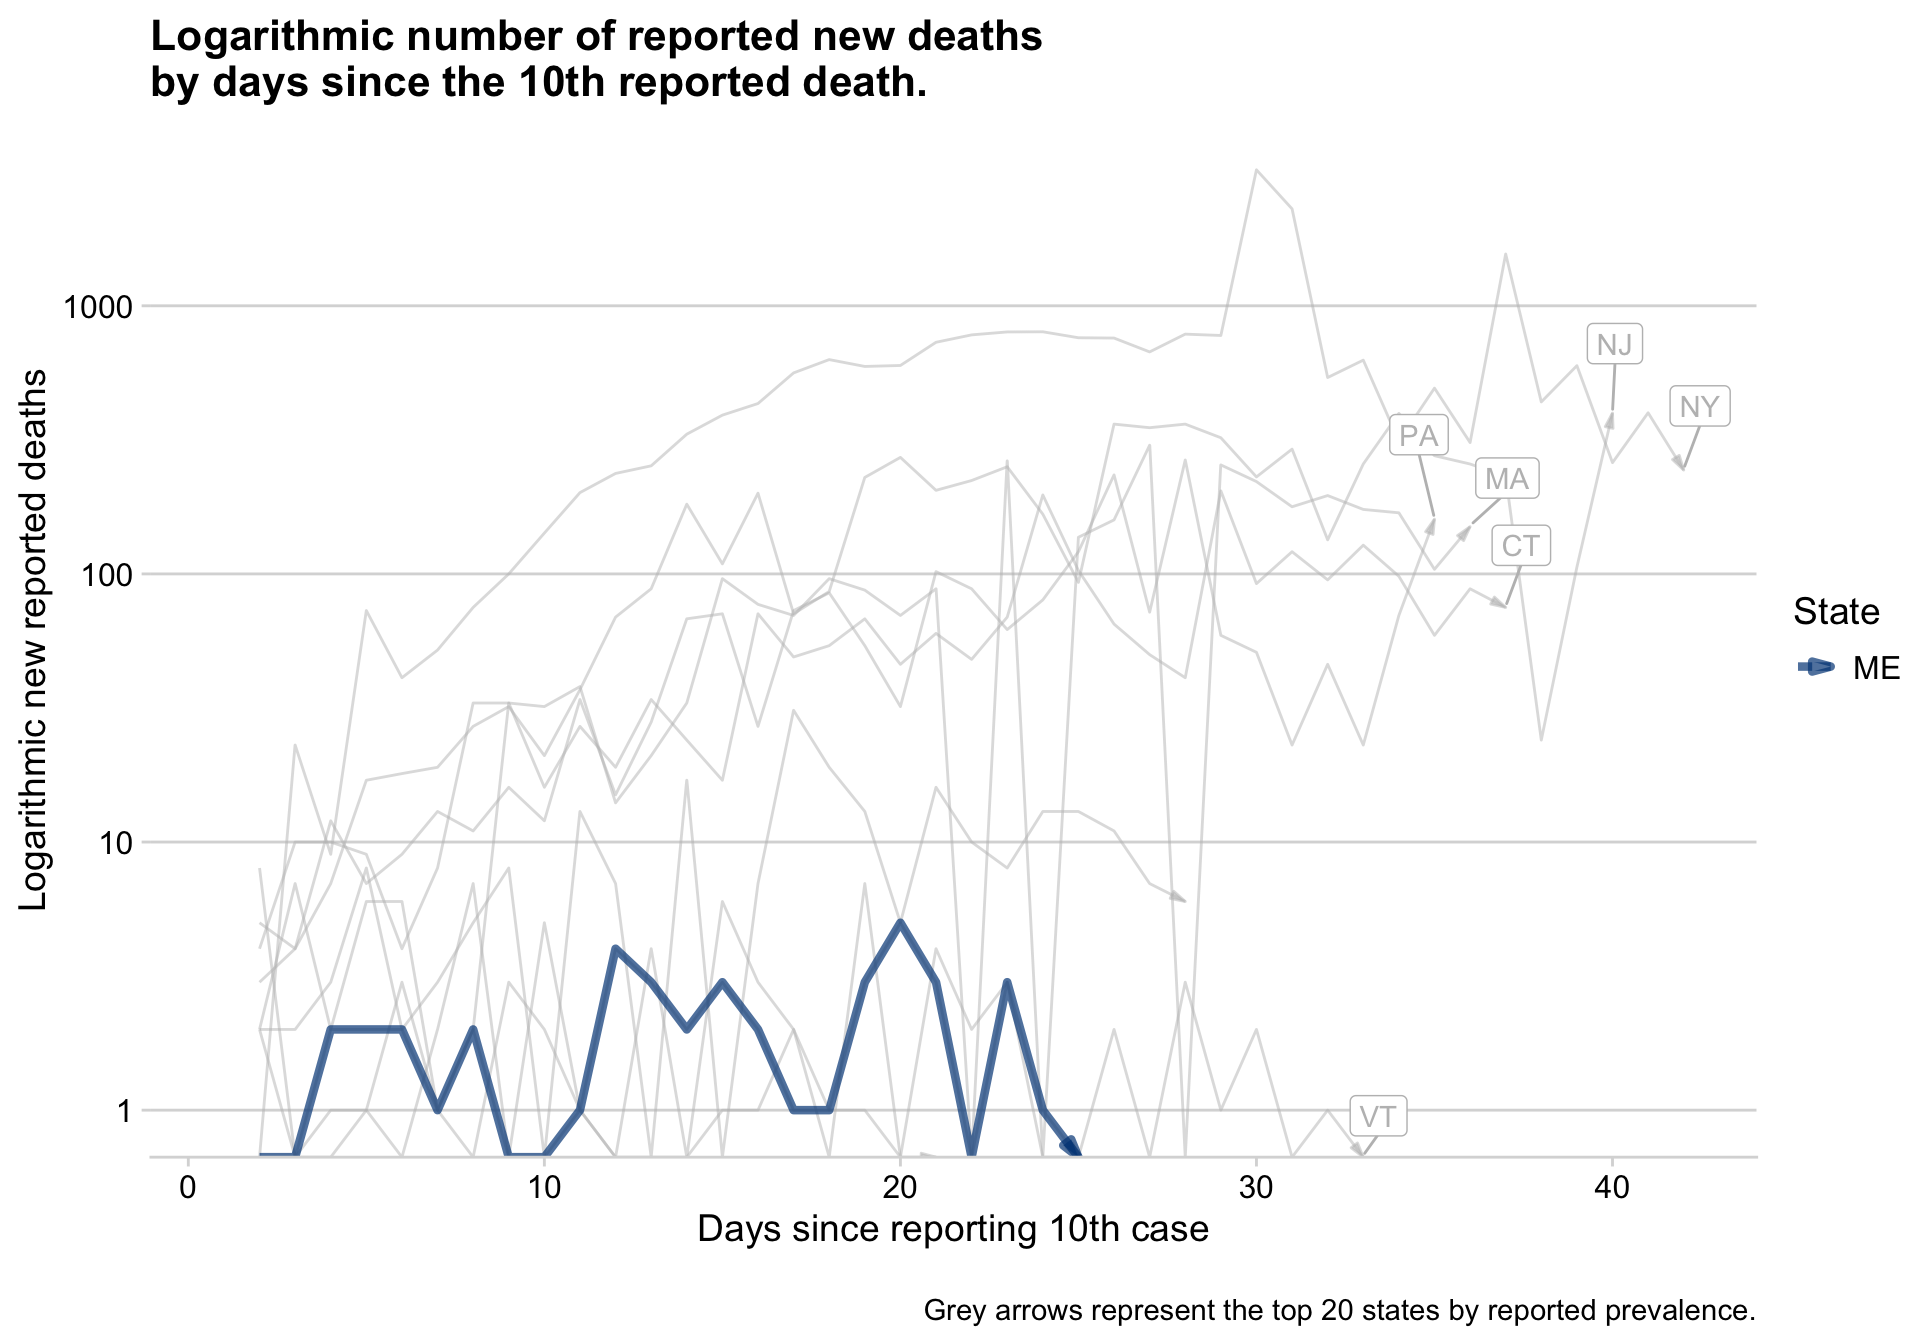 Logarithmic number of reported new deaths
by days since the 10th reported death.
Logarithmic new reported deaths
1000
100
10
1
NJ
NY
PA
MA
CT
VT
State
ME
0 10 20 30 40
Days since reporting 10th case
Grey arrows represent the top 20 states by reported prevalence.